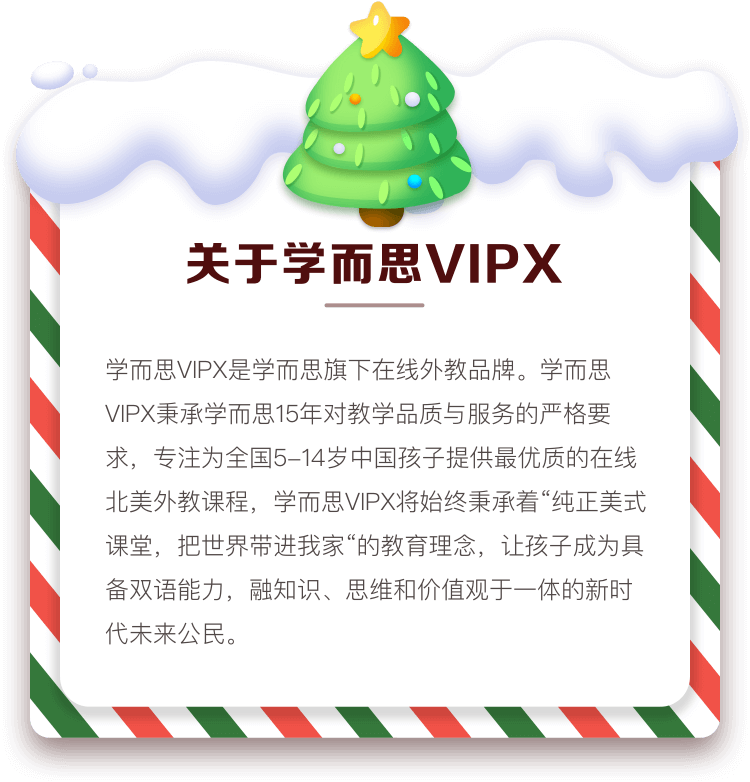 关于学而思VIPX
学而思VIPX是学而思旗下在线外教品牌。学而思
VIPX秉承学而思15年对教学品质与服务的严格要
求，专注为全国5-14岁中国孩子提供最优质的在线
北美外教课程，学而思VIPX将始终秉承着“纯正美式
课堂，把世界带进我家“的教育理念，让孩子成为具
备双语能力，融知识、思维和价值观于一体的新时
代未来公民。